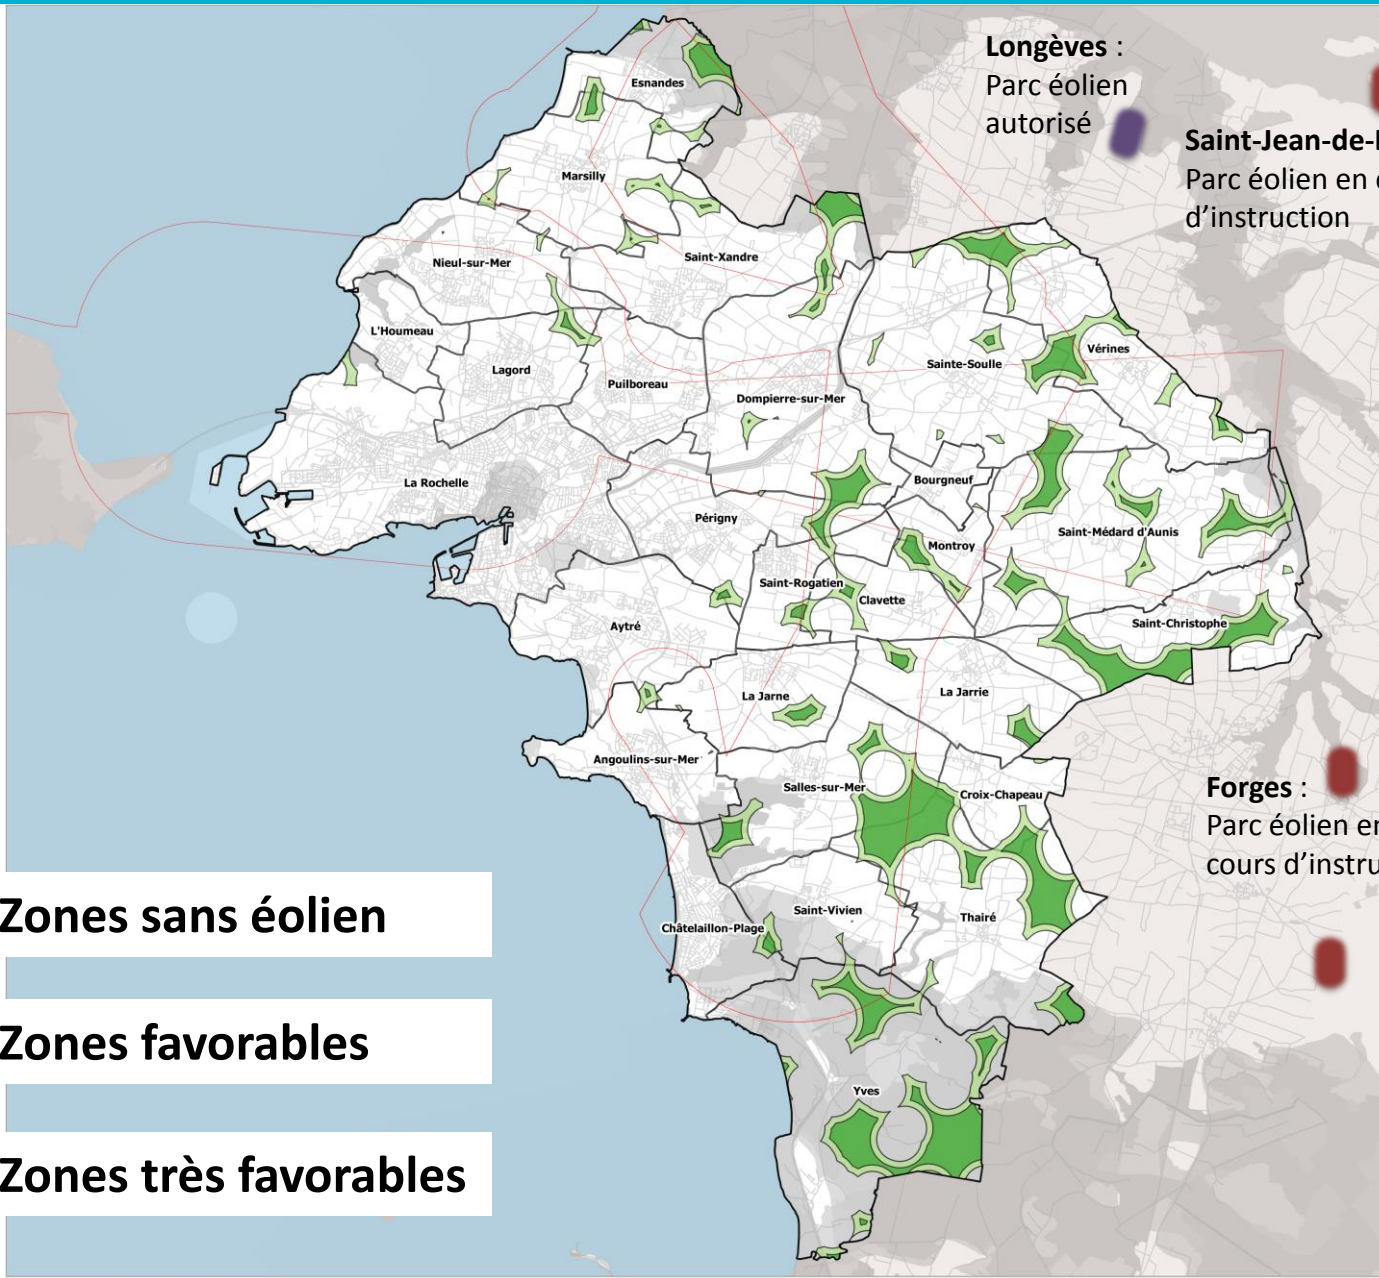 Longèves :
Parc éolien
autorisé
Saint-Jean-de-
Parc éolien en
d'instruction
Esnandes
Marsilly
Nieul-sur-Mer
Saint-Xandre
L'Houmeau
Lagord
Puilboreau
Dompierre-sur-Mer
Sainte-Soulle
Vérines
La Rochelle
Périgny
Bourgneuf
Montroy
Saint-Médard d'Aunis
Saint-Rogatien
Clavette
Saint-Christophe
Aytré
La Jarne
La Jarrie
Angoulins-sur-Mer
Salles-sur-Mer
Croix-Chapeau
Forges :
Parc éolien en
cours d'instru
Saint-Vivien
Thairé
Châtelaillon-Plage
Yves
Zones sans éolien
Zones favorables
Zones très favorables